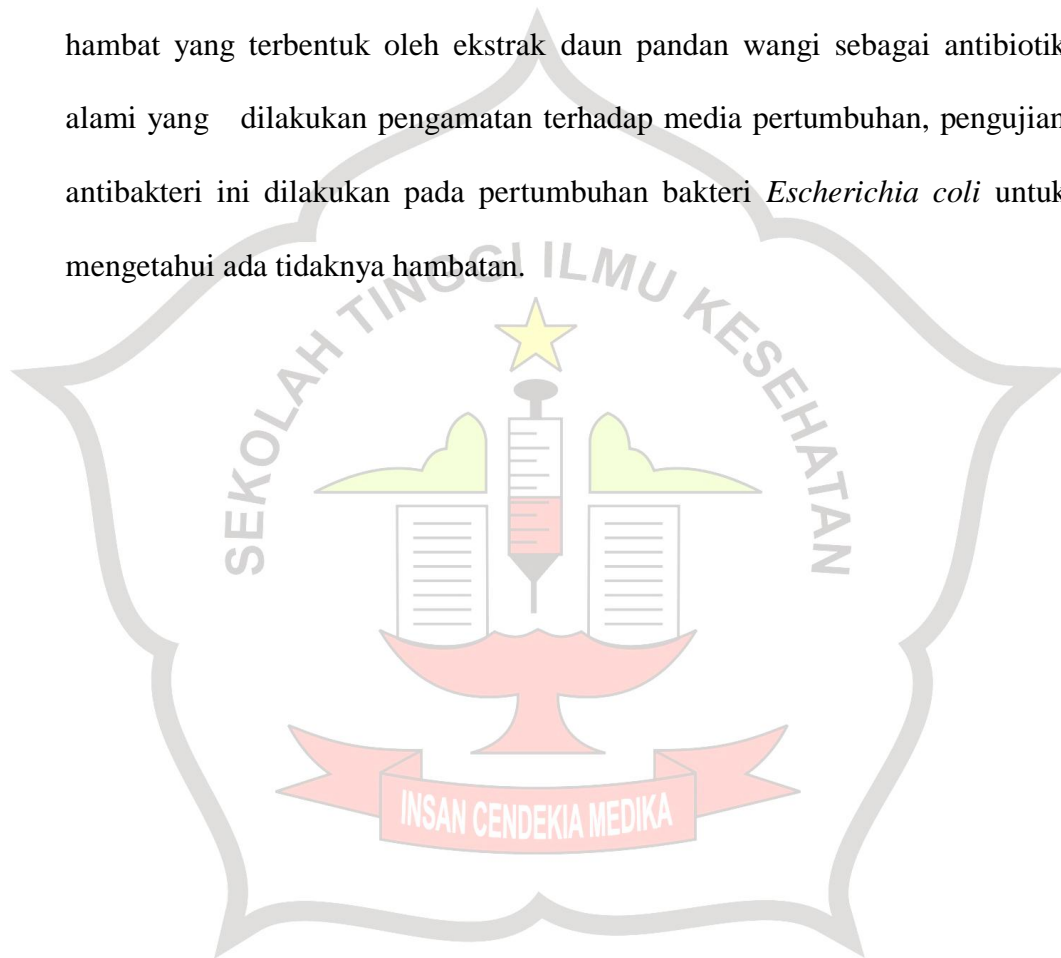 hambat yang terbentuk oleh ekstrak daun pandan wangi sebagai antibiotik
alami yang dilakukan pengamatan terhadap media pertumbuhan, pengujian
antibakteri ini dilakukan pada pertumbuhan bakteri Escherichia coli untuk
mengetahui ada tidaknya hambatan.
SEKOLAH TINGGI ILMU KESEHATAN
INSAN CENDEKIA MEDIKA